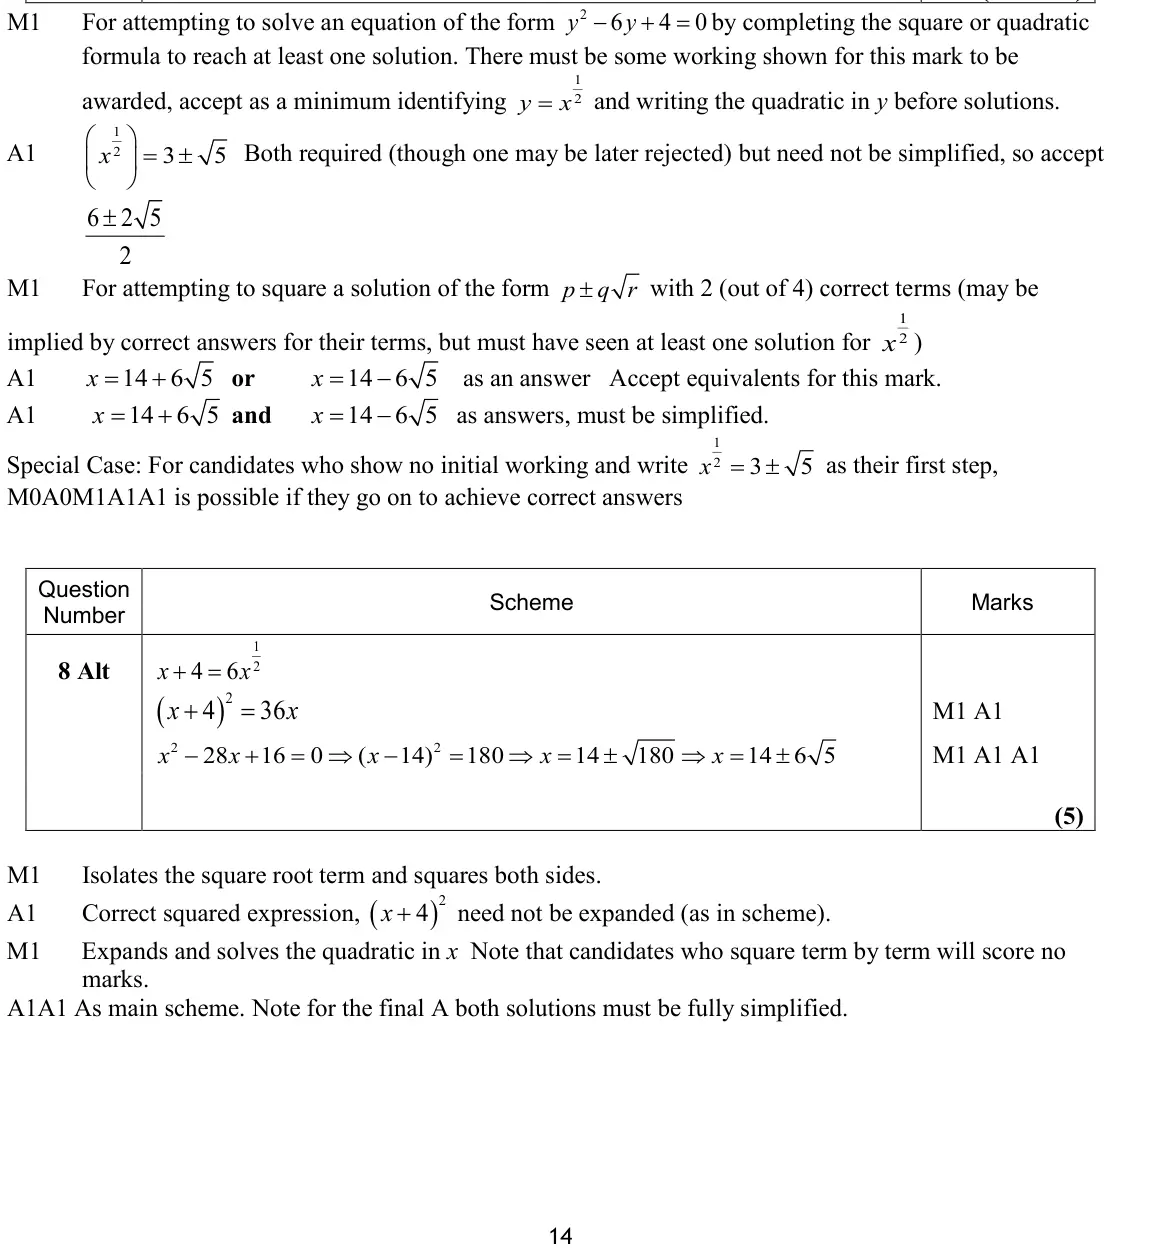 M1 For attempting to solve an equation of the form y² − 6y + 4 = 0 by completing the square or quadratic
formula to reach at least one solution. There must be some working shown for this mark to be
awarded, accept as a minimum identifying y = x^(1/2) and writing the quadratic in y before solutions.
A1 (x^(1/2)) = 3 ± √5 Both required (though one may be later rejected) but need not be simplified, so accept
(6 ± 2√5)/2
M1 For attempting to square a solution of the form p ± q√r with 2 (out of 4) correct terms (may be
implied by correct answers for their terms, but must have seen at least one solution for x^(1/2) )
A1 x = 14 + 6√5 or x = 14 − 6√5 as an answer Accept equivalents for this mark.
A1 x = 14 + 6√5 and x = 14 − 6√5 as answers, must be simplified.
Special Case: For candidates who show no initial working and write x^(1/2) = 3 ± √5 as their first step,
M0A0M1A1A1 is possible if they go on to achieve correct answers
Question Number Scheme Marks
8 Alt x + 4 = 6x^(1/2)
(x + 4)² = 36x M1 A1
x² − 28x + 16 = 0 ⇒ (x − 14)² = 180 ⇒ x = 14 ± √180 ⇒ x = 14 ± 6√5 M1 A1 A1
(5)
M1 Isolates the square root term and squares both sides.
A1 Correct squared expression, (x + 4)² need not be expanded (as in scheme).
M1 Expands and solves the quadratic in x Note that candidates who square term by term will score no
marks.
A1A1 As main scheme. Note for the final A both solutions must be fully simplified.
14